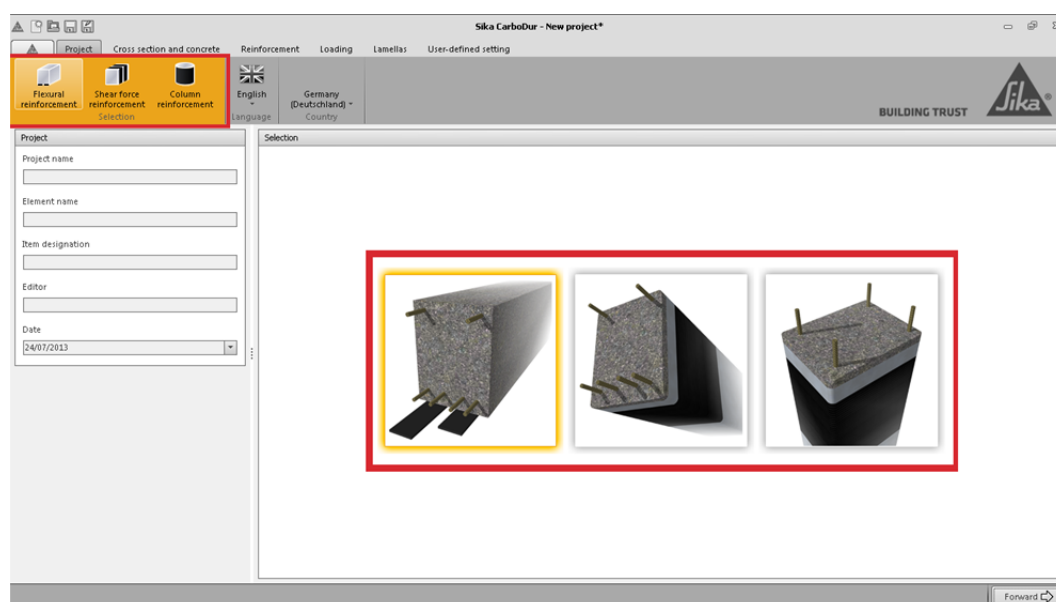 Sika CarboDur - New project*
Project Cross section and concrete Reinforcement Loading Lamellas User-defined setting
Flexural reinforcement
Shear force reinforcement
Column reinforcement
Selection
English
Language
Germany
(Deutschland)
Country
BUILDING TRUST
Sika
Project
Project name
Element name
Item designation
Editor
Date
24/07/2013
Selection
Forward